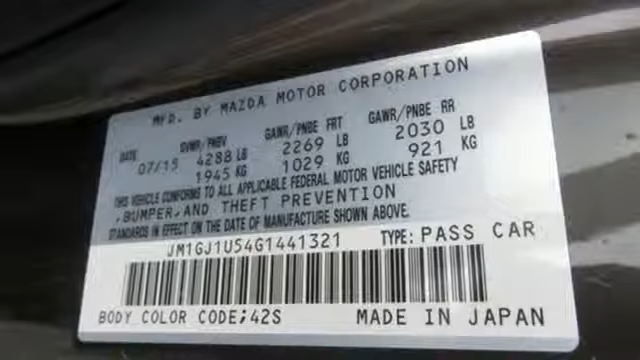 MFD. BY MAZDA MOTOR CORPORATION
DATE GVWR/PNBV GAWR/PNBE FRT GAWR/PNBE RR
07/15 4288 LB 2269 LB 2030 LB
1945 KG 1029 KG 921 KG
THIS VEHICLE CONFORMS TO ALL APPLICABLE FEDERAL MOTOR VEHICLE SAFETY
,BUMPER,AND THEFT PREVENTION
STANDARDS IN EFFECT ON THE DATE OF MANUFACTURE SHOWN ABOVE.
JM1GJ1U54G1441321 TYPE: PASS CAR
BODY COLOR CODE;42S MADE IN JAPAN